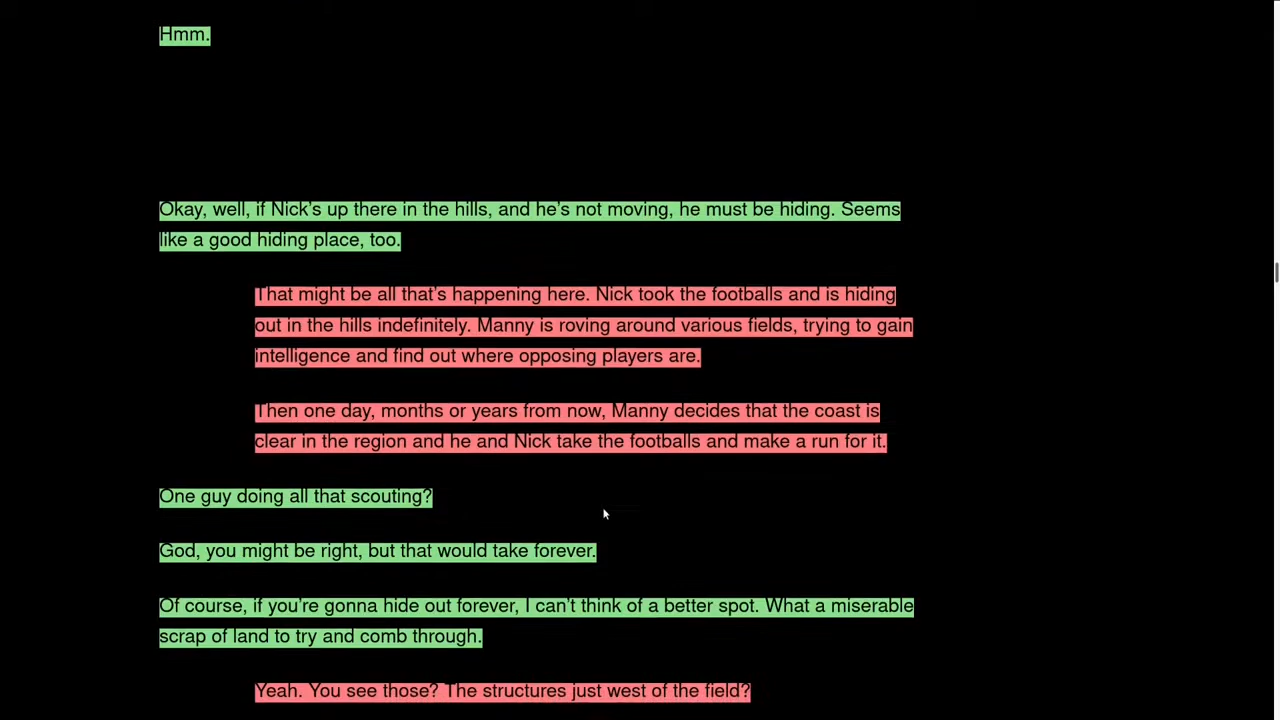 Hmm.
Okay, well, if Nick’s up there in the hills, and he’s not moving, he must be hiding. Seems
like a good hiding place, too.
That might be all that’s happening here. Nick took the footballs and is hiding
out in the hills indefinitely. Manny is roving around various fields, trying to gain
intelligence and find out where opposing players are.
Then one day, months or years from now, Manny decides that the coast is
clear in the region and he and Nick take the footballs and make a run for it.
One guy doing all that scouting?
God, you might be right, but that would take forever.
Of course, if you’re gonna hide out forever, I can’t think of a better spot. What a miserable
scrap of land to try and comb through.
Yeah. You see those? The structures just west of the field?